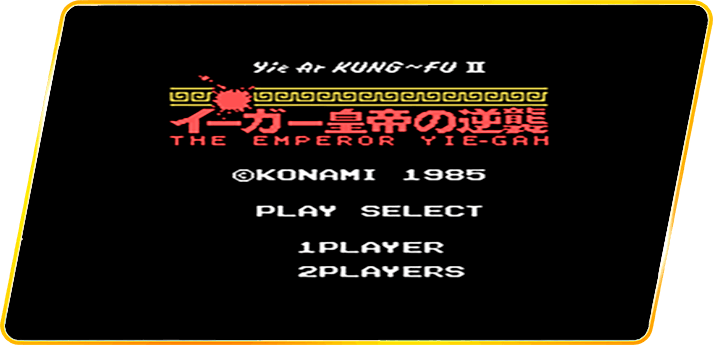 Yie Ar KUNG~FU II
イーガー皇帝の逆襲
THE EMPEROR YIE-GAH
©KONAMI 1985
PLAY SELECT
1PLAYER
2PLAYERS